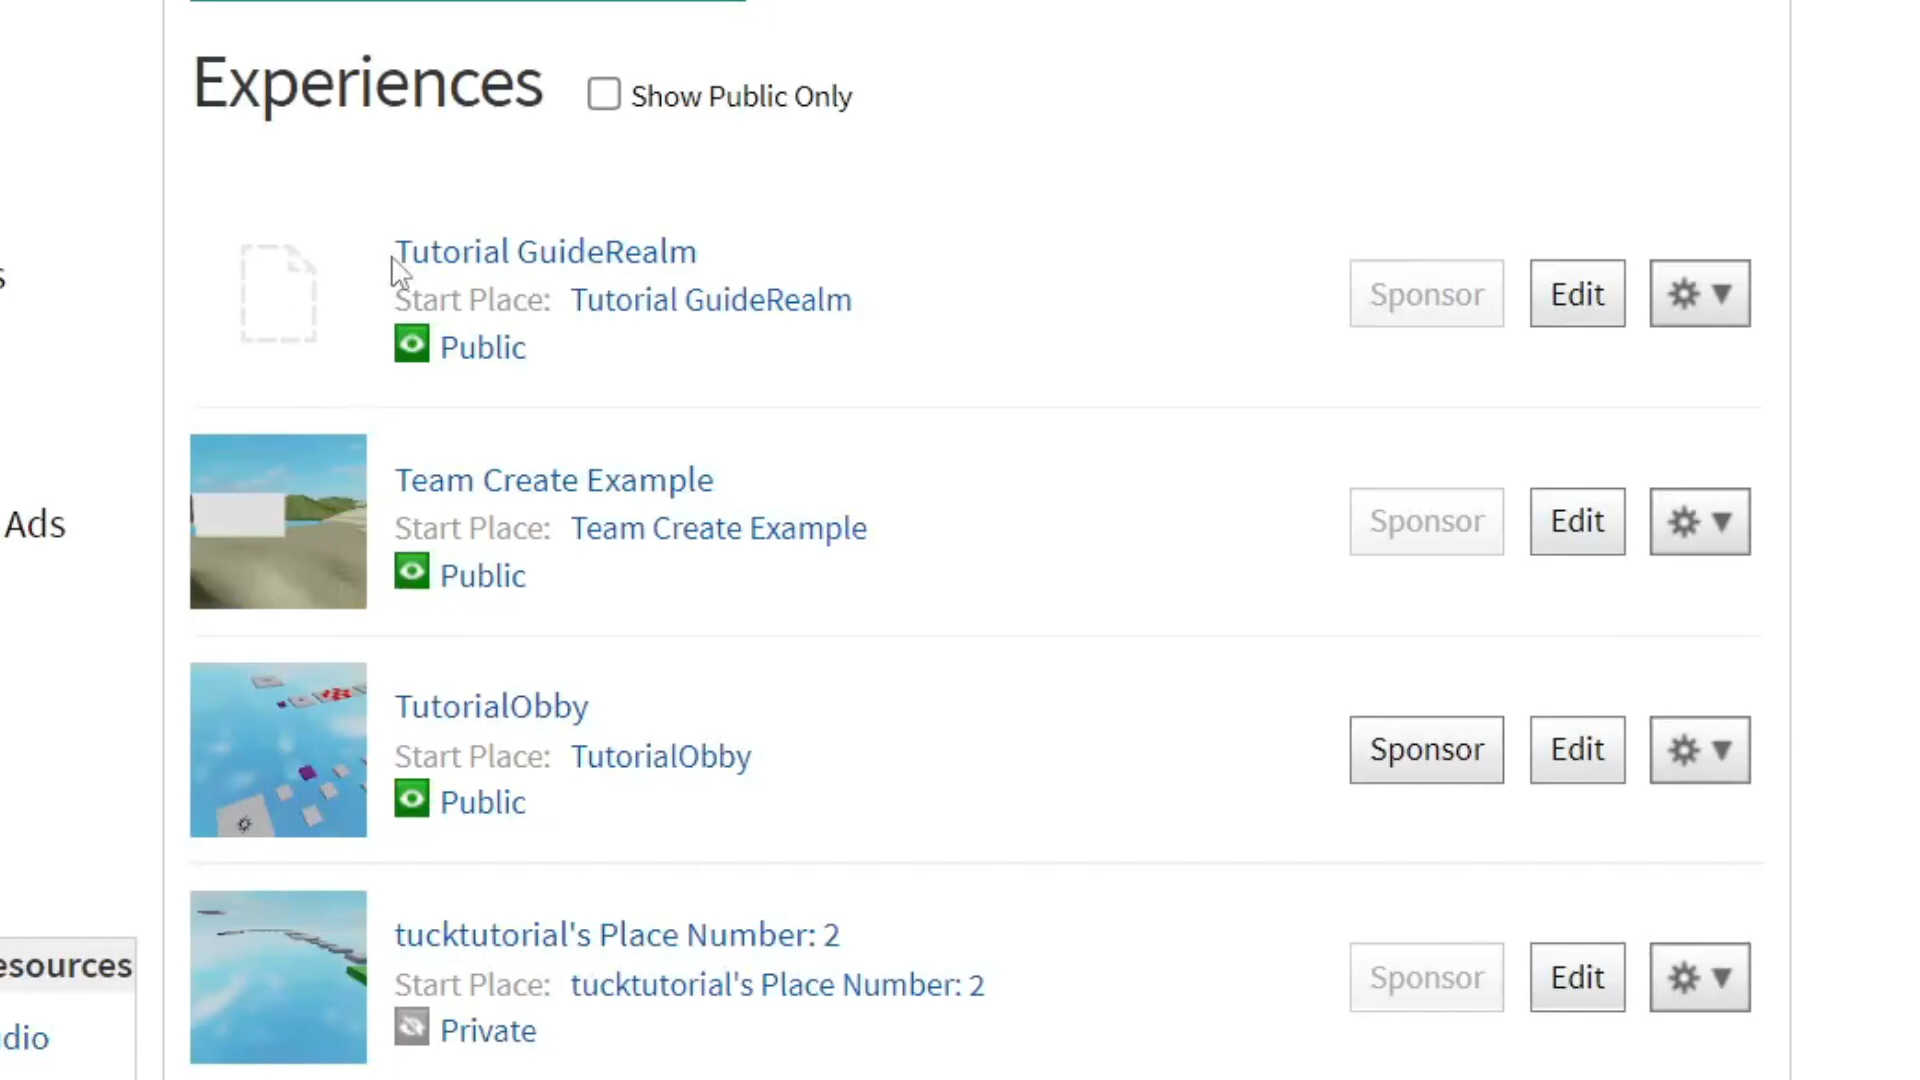 Experiences Show Public Only
Tutorial GuideRealm
Start Place: Tutorial GuideRealm
Public
Sponsor Edit
Team Create Example
Start Place: Team Create Example
Public
Sponsor Edit
Ads
TutorialObby
Start Place: TutorialObby
Public
Sponsor Edit
tucktutorial's Place Number: 2
Start Place: tucktutorial's Place Number: 2
Private
Sponsor Edit
esources
dio